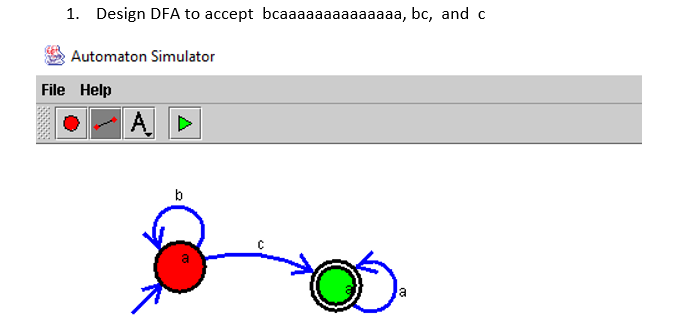 1. Design DFA to accept bcaaaaaaaaaaaaaa, bc, and c
Automaton Simulator
File Help
A
b
a
c
a
a